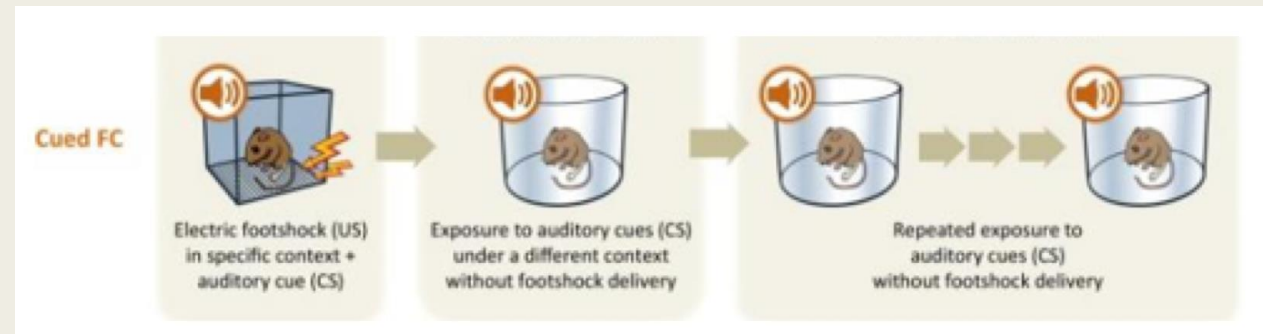 Cued FC
Electric footshock (US)
in specific context +
auditory cue (CS)
Exposure to auditory cues (CS)
under a different context
without footshock delivery
Repeated exposure to
auditory cues (CS)
without footshock delivery